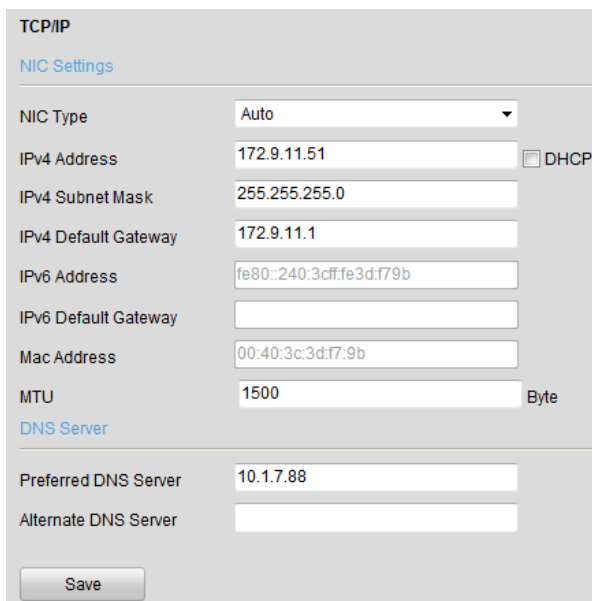 TCP/IP
NIC Settings
NIC Type Auto
IPv4 Address 172.9.11.51 DHCP
IPv4 Subnet Mask 255.255.255.0
IPv4 Default Gateway 172.9.11.1
IPv6 Address fe80::240:3cff:fe3d:f79b
IPv6 Default Gateway
Mac Address 00:40:3c:3d:f7:9b
MTU 1500 Byte
DNS Server
Preferred DNS Server 10.1.7.88
Alternate DNS Server
Save